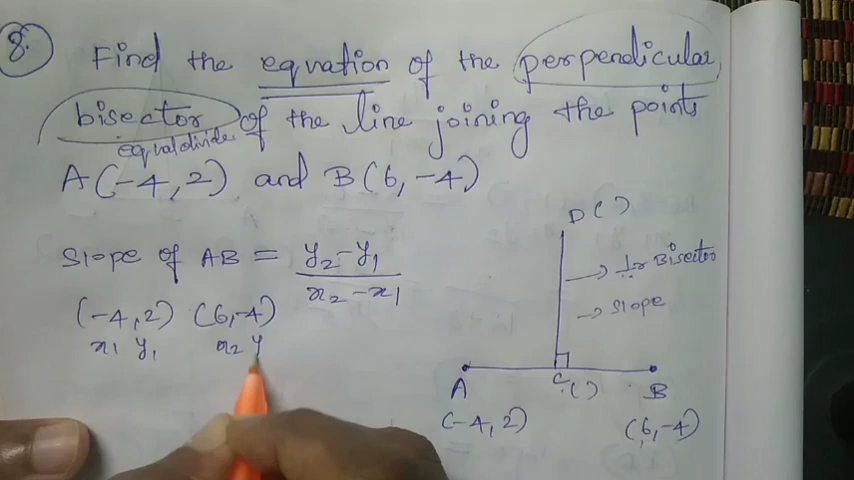 8. Find the equation of the perpendicular
bisector of the line joining the points
equal divide
A(-4,2) and B(6,-4)
Slope of AB = y2-y1
x2-x1
(-4,2) (6,-4)
x1 y1 x2 y
D( )
→ ⊥r Bisector
→ slope
A C( ) B
(-4,2) (6,-4)